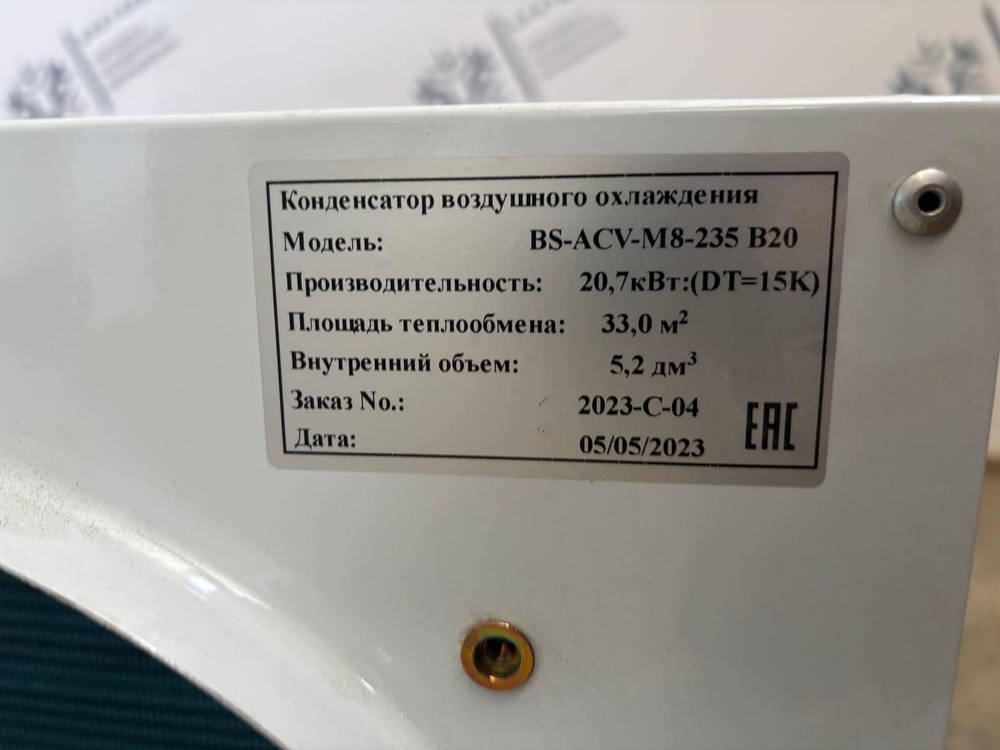 Конденсатор воздушного охлаждения
Модель: BS-ACV-M8-235 B20
Производительность: 20,7кВт:(DT=15K)
Площадь теплообмена: 33,0 м²
Внутренний объем: 5,2 дм³
Заказ No.: 2023-C-04
Дата: 05/05/2023
EAC